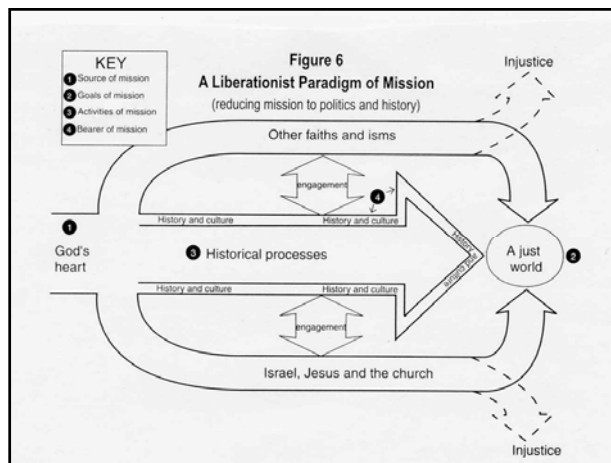 KEY
1 Source of mission
2 Goals of mission
3 Activities of mission
4 Bearer of mission
Figure 6
A Liberationist Paradigm of Mission
(reducing mission to politics and history)
Injustice
Other faiths and isms
engagement
4
History and culture
History and culture
1
God's
heart
3 Historical processes
History
and culture
A just
world
2
History and culture
History and culture
engagement
Israel, Jesus and the church
Injustice